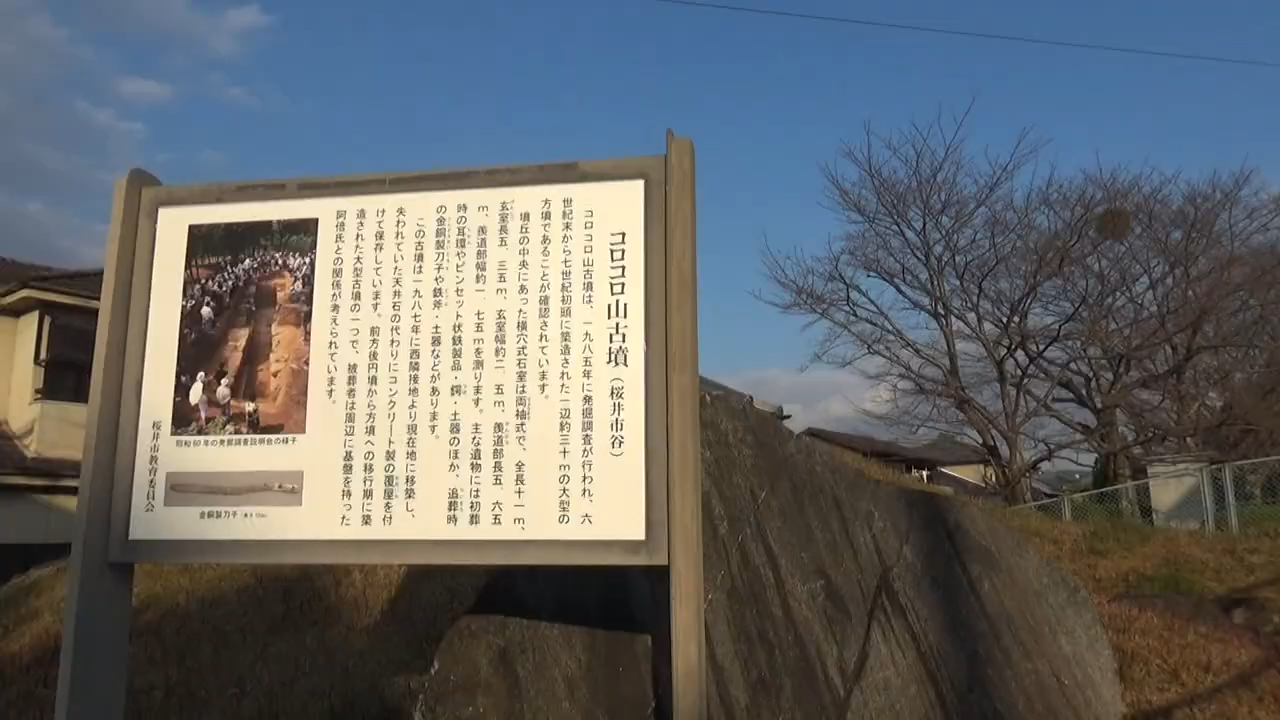 コロコロ山古墳（桜井市谷）
コロコロ山古墳は、一九八五年に発掘調査が行われ、六
世紀末から七世紀初頭に築造された一辺約三十ｍの大型の
方墳であることが確認されています。
墳丘の中央にあった横穴式石室は両袖式で、全長十一ｍ、
玄室長五．三五ｍ、玄室幅約二．五ｍ、羨道部長五．六五
ｍ、羨道部幅約一．七五ｍを測ります。主な遺物には初葬
時の耳環やピンセット状鉄製品・鍔・土器のほか、追葬時
の金銅製刀子や鉄斧・土器などがあります。
この古墳は一九八七年に西隣接地より現在地に移築し、
失われていた天井石の代わりにコンクリート製の覆屋を付
けて保存しています。前方後円墳から方墳への移行期に築
造された大型古墳の一つで、被葬者は周辺に基盤を持った
阿倍氏との関係が考えられています。
昭和60年の発掘調査説明会の様子
金銅製刀子
桜井市教育委員会